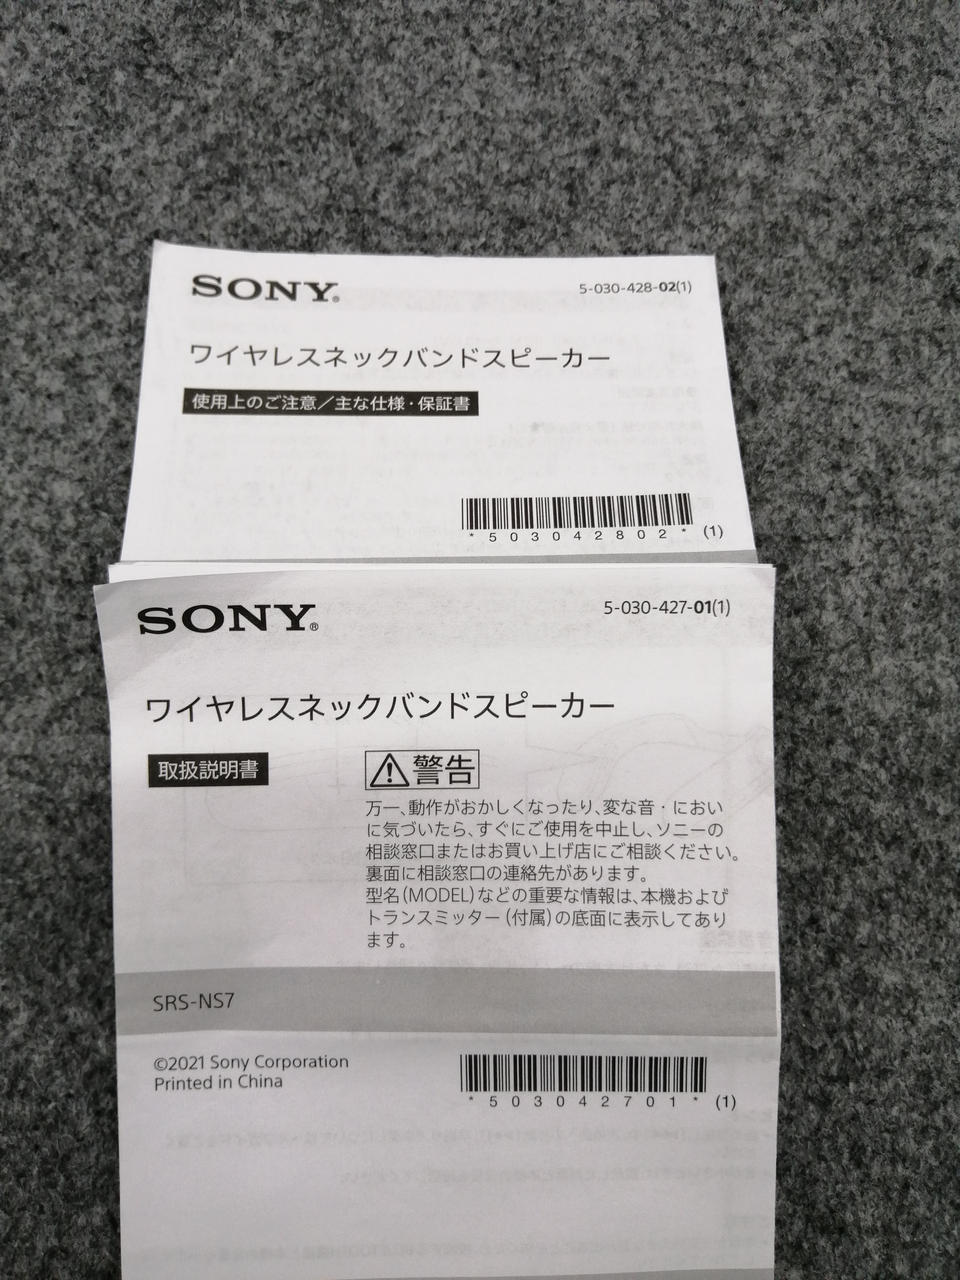 SONY®
5-030-428-02(1)
ワイヤレスネックバンドスピーカー
使用上のご注意／主な仕様・保証書
*503042802* (1)
SONY®
5-030-427-01(1)
ワイヤレスネックバンドスピーカー
取扱説明書
警告
万一、動作がおかしくなったり、変な音・におい
に気づいたら、すぐにご使用を中止し、ソニーの
相談窓口またはお買い上げ店にご相談ください。
裏面に相談窓口の連絡先があります。
型名(MODEL)などの重要な情報は、本機および
トランスミッター(付属)の底面に表示してあり
ます。
SRS-NS7
©2021 Sony Corporation
Printed in China
*503042701* (1)